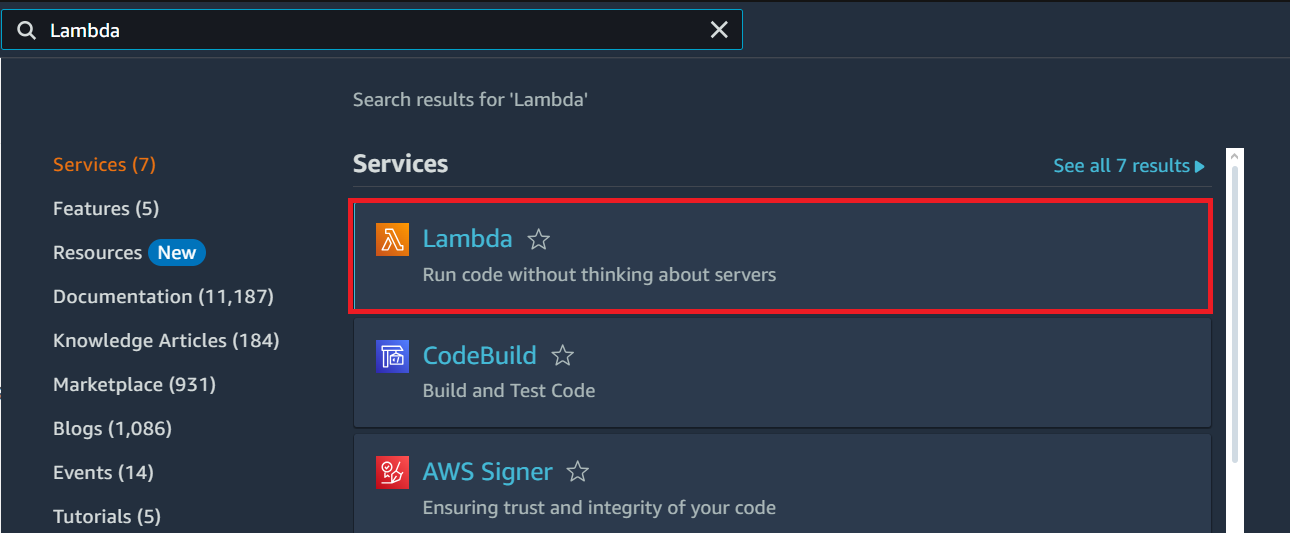 Lambda
Search results for 'Lambda'
Services (7)
Features (5)
Resources New
Documentation (11,187)
Knowledge Articles (184)
Marketplace (931)
Blogs (1,086)
Events (14)
Tutorials (5)
Services
See all 7 results
Lambda
Run code without thinking about servers
CodeBuild
Build and Test Code
AWS Signer
Ensuring trust and integrity of your code